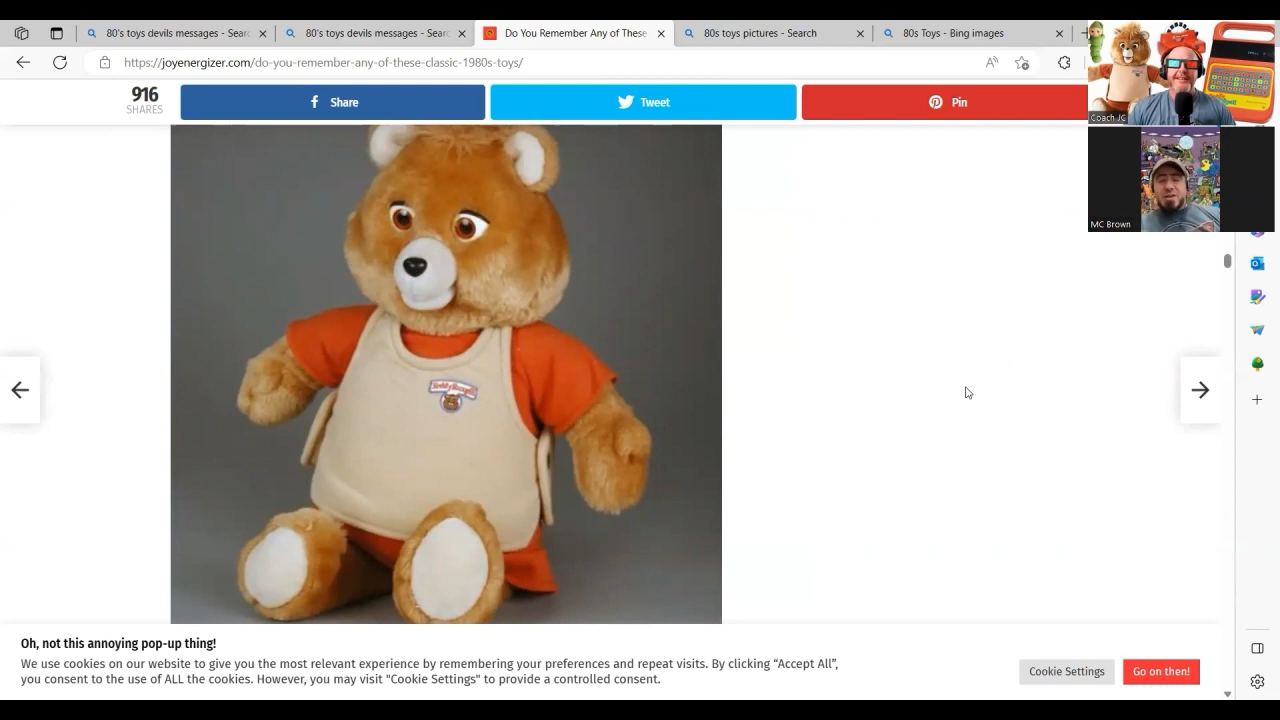 80's toys devils messages - Searc
80's toys devils messages - Searc
Do You Remember Any of These
80s toys pictures - Search
80s Toys - Bing images
https://joyenergizer.com/do-you-remember-any-of-these-classic-1980s-toys/
916
SHARES
Share
Tweet
Pin
Coach JC
MC Brown
Teddy Ruxpin
Oh, not this annoying pop-up thing!
We use cookies on our website to give you the most relevant experience by remembering your preferences and repeat visits. By clicking “Accept All”,
you consent to the use of ALL the cookies. However, you may visit "Cookie Settings" to provide a controlled consent.
Cookie Settings
Go on then!